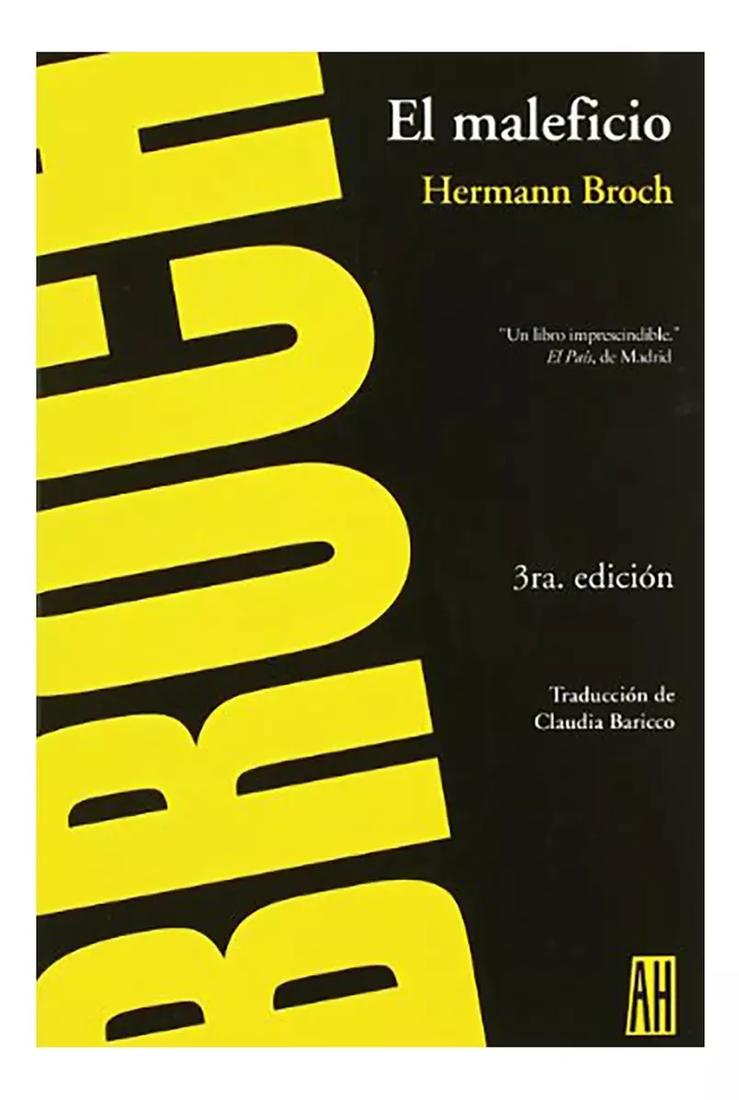 El maleficio
Hermann Broch
"Un libro imprescindible."
El País, de Madrid
3ra. edición
Traducción de
Claudia Baricco
BROCH
AH